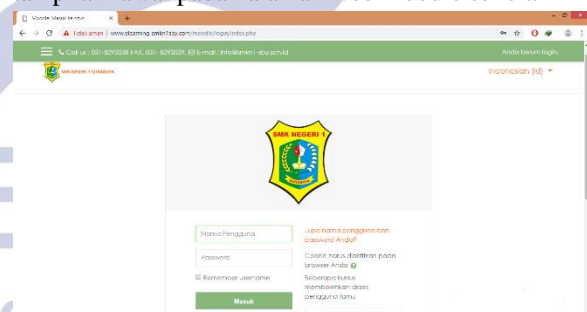 Moodle: Masuk ke situs
Tidak aman | www.elearning-smkn1sby.com/moodle/login/index.php
Call us : 031-8292038 FAX. 031- 8292039, E-mail : info@smkn1-sby.sch.id
Anda belum login.
SMK NEGERI 1 SURABAYA
Indonesian (id)
SMK NEGERI 1
SURABAYA
Nama Pengguna
Lupa nama pengguna dan
password Anda?
Password
Cookie harus diaktifkan pada
browser Anda
Remember username
Beberapa kursus
membolehkan akses
pengguna tamu
Masuk